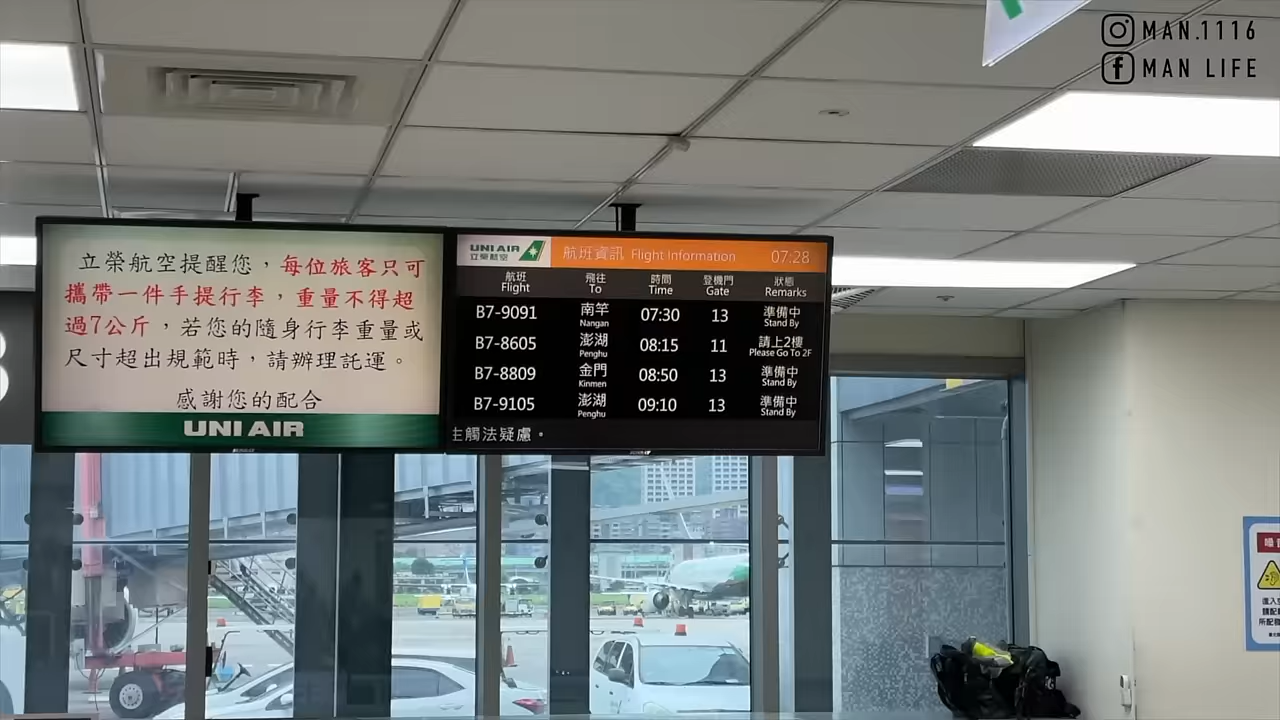 MAN.1116
MAN LIFE
立榮航空提醒您，每位旅客只可
攜帶一件手提行李，重量不得超
過7公斤，若您的隨身行李重量或
尺寸超出規範時，請辦理託運。
感謝您的配合
UNI AIR
UNI AIR
立榮航空
航班資訊 Flight Information 07:28
航班 飛往 時間 登機門 狀態
Flight To Time Gate Remarks
B7-9091 南竿 Nangan 07:30 13 準備中 Stand By
B7-8605 澎湖 Penghu 08:15 11 請上2樓 Please Go To 2F
B7-8809 金門 Kinmen 08:50 13 準備中 Stand By
B7-9105 澎湖 Penghu 09:10 13 準備中 Stand By
觸法疑慮。